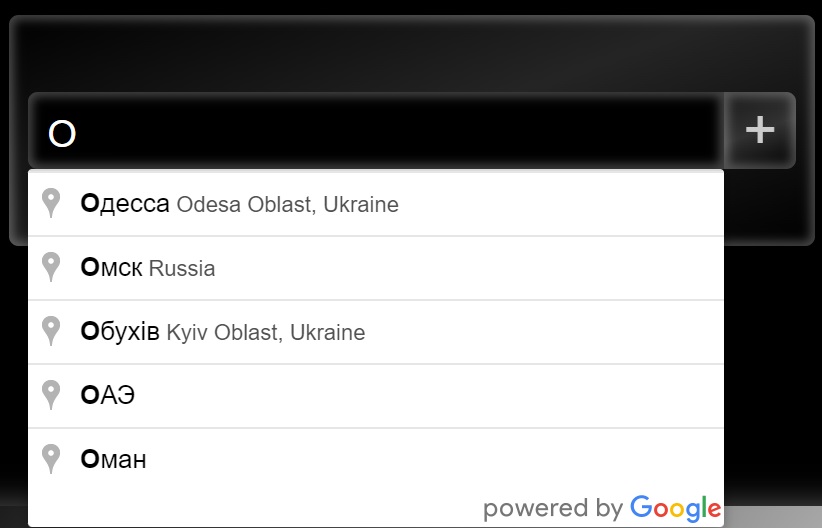 О
+
Одесса Odesa Oblast, Ukraine
Омск Russia
Обухів Kyiv Oblast, Ukraine
ОАЭ
Оман
powered by Google